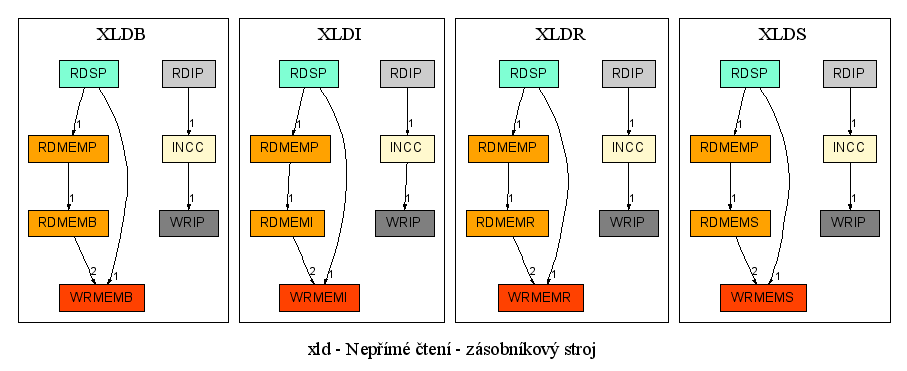 XLDB
RDSP RDIP
1 1
RDMEMP INCC
1 1
RDMEMB WRIP
2 1
WRMEMB
XLDI
RDSP RDIP
1 1
RDMEMP INCC
1 1
RDMEMI WRIP
2 1
WRMEMI
XLDR
RDSP RDIP
1 1
RDMEMP INCC
1 1
RDMEMR WRIP
2 1
WRMEMR
XLDS
RDSP RDIP
1 1
RDMEMP INCC
1 1
RDMEMS WRIP
2 1
WRMEMS
xld - Nepřímé čtení - zásobníkový stroj